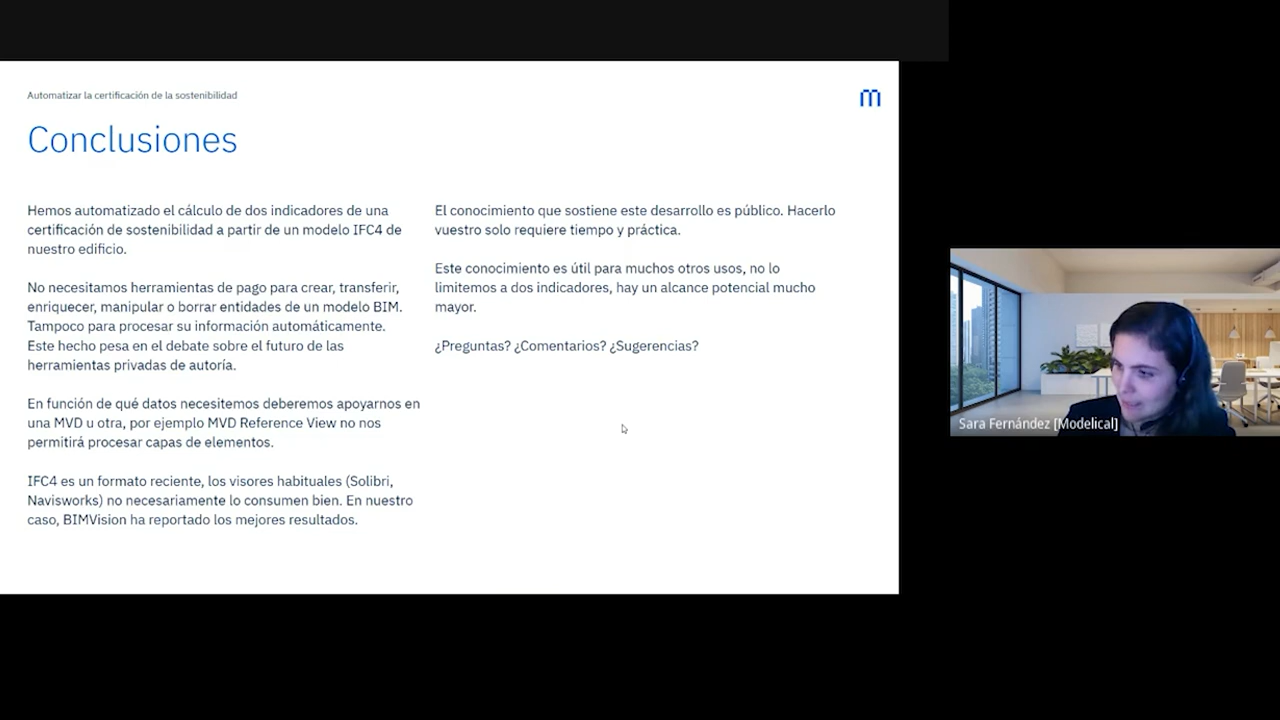 Automatizar la certificación de la sostenibilidad
Conclusiones
Hemos automatizado el cálculo de dos indicadores de una
certificación de sostenibilidad a partir de un modelo IFC4 de
nuestro edificio.
No necesitamos herramientas de pago para crear, transferir,
enriquecer, manipular o borrar entidades de un modelo BIM.
Tampoco para procesar su información automáticamente.
Este hecho pesa en el debate sobre el futuro de las
herramientas privadas de autoría.
En función de qué datos necesitemos deberemos apoyarnos en
una MVD u otra, por ejemplo MVD Reference View no nos
permitirá procesar capas de elementos.
IFC4 es un formato reciente, los visores habituales (Solibri,
Navisworks) no necesariamente lo consumen bien. En nuestro
caso, BIMVision ha reportado los mejores resultados.
El conocimiento que sostiene este desarrollo es público. Hacerlo
vuestro solo requiere tiempo y práctica.
Este conocimiento es útil para muchos otros usos, no lo
limitemos a dos indicadores, hay un alcance potencial mucho
mayor.
¿Preguntas? ¿Comentarios? ¿Sugerencias?
m
Sara Fernández [Modelical]